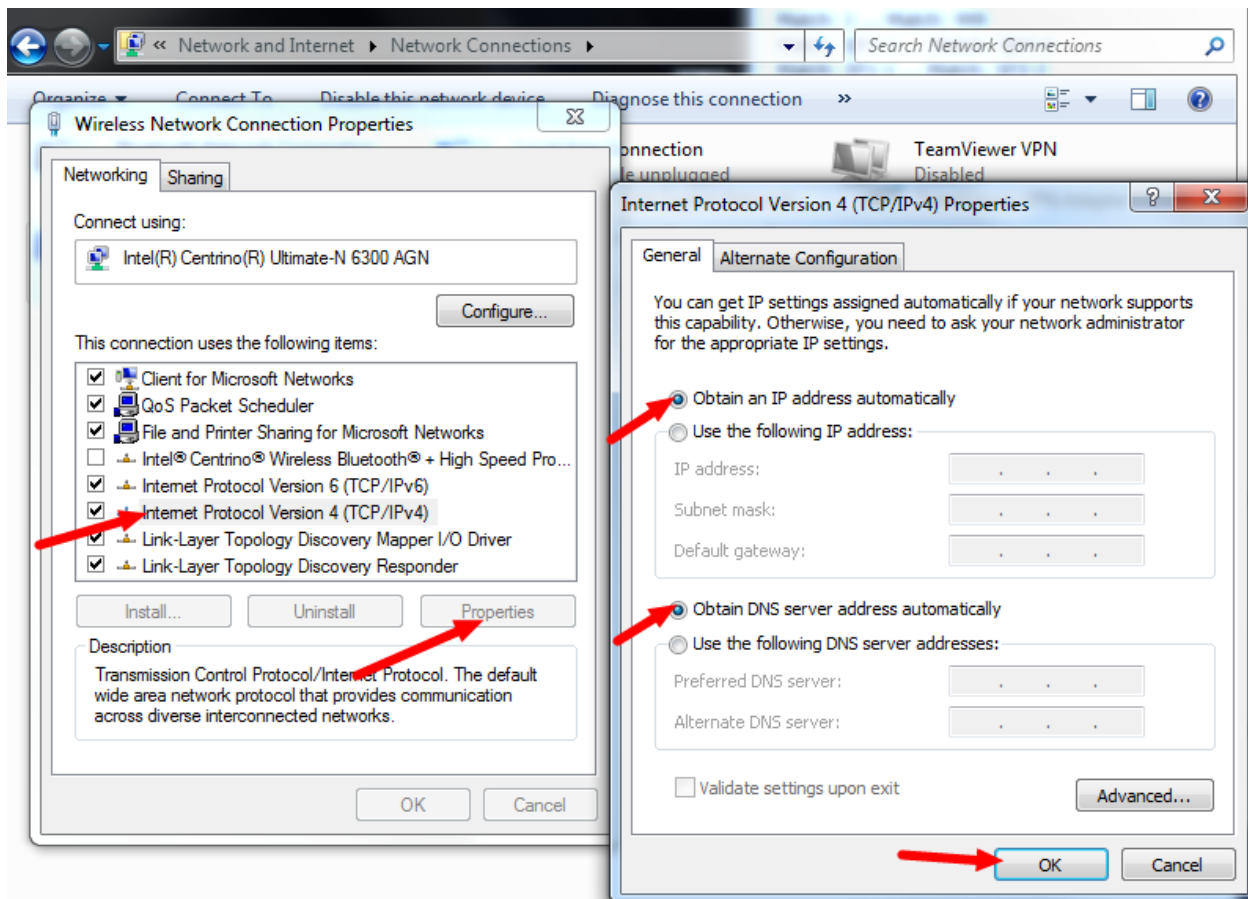 « Network and Internet ▸ Network Connections ▸
Search Network Connections
Organize Connect To Disable this network device Diagnose this connection »
Wireless Network Connection Properties
onnection
le unplugged
TeamViewer VPN
Disabled
Networking Sharing
Connect using:
Intel(R) Centrino(R) Ultimate-N 6300 AGN
Configure...
This connection uses the following items:
Client for Microsoft Networks
QoS Packet Scheduler
File and Printer Sharing for Microsoft Networks
Intel® Centrino® Wireless Bluetooth® + High Speed Pro...
Internet Protocol Version 6 (TCP/IPv6)
Internet Protocol Version 4 (TCP/IPv4)
Link-Layer Topology Discovery Mapper I/O Driver
Link-Layer Topology Discovery Responder
Install... Uninstall Properties
Description
Transmission Control Protocol/Internet Protocol. The default
wide area network protocol that provides communication
across diverse interconnected networks.
OK Cancel
Internet Protocol Version 4 (TCP/IPv4) Properties
General Alternate Configuration
You can get IP settings assigned automatically if your network supports
this capability. Otherwise, you need to ask your network administrator
for the appropriate IP settings.
Obtain an IP address automatically
Use the following IP address:
IP address:
Subnet mask:
Default gateway:
Obtain DNS server address automatically
Use the following DNS server addresses:
Preferred DNS server:
Alternate DNS server:
Validate settings upon exit
Advanced...
OK Cancel